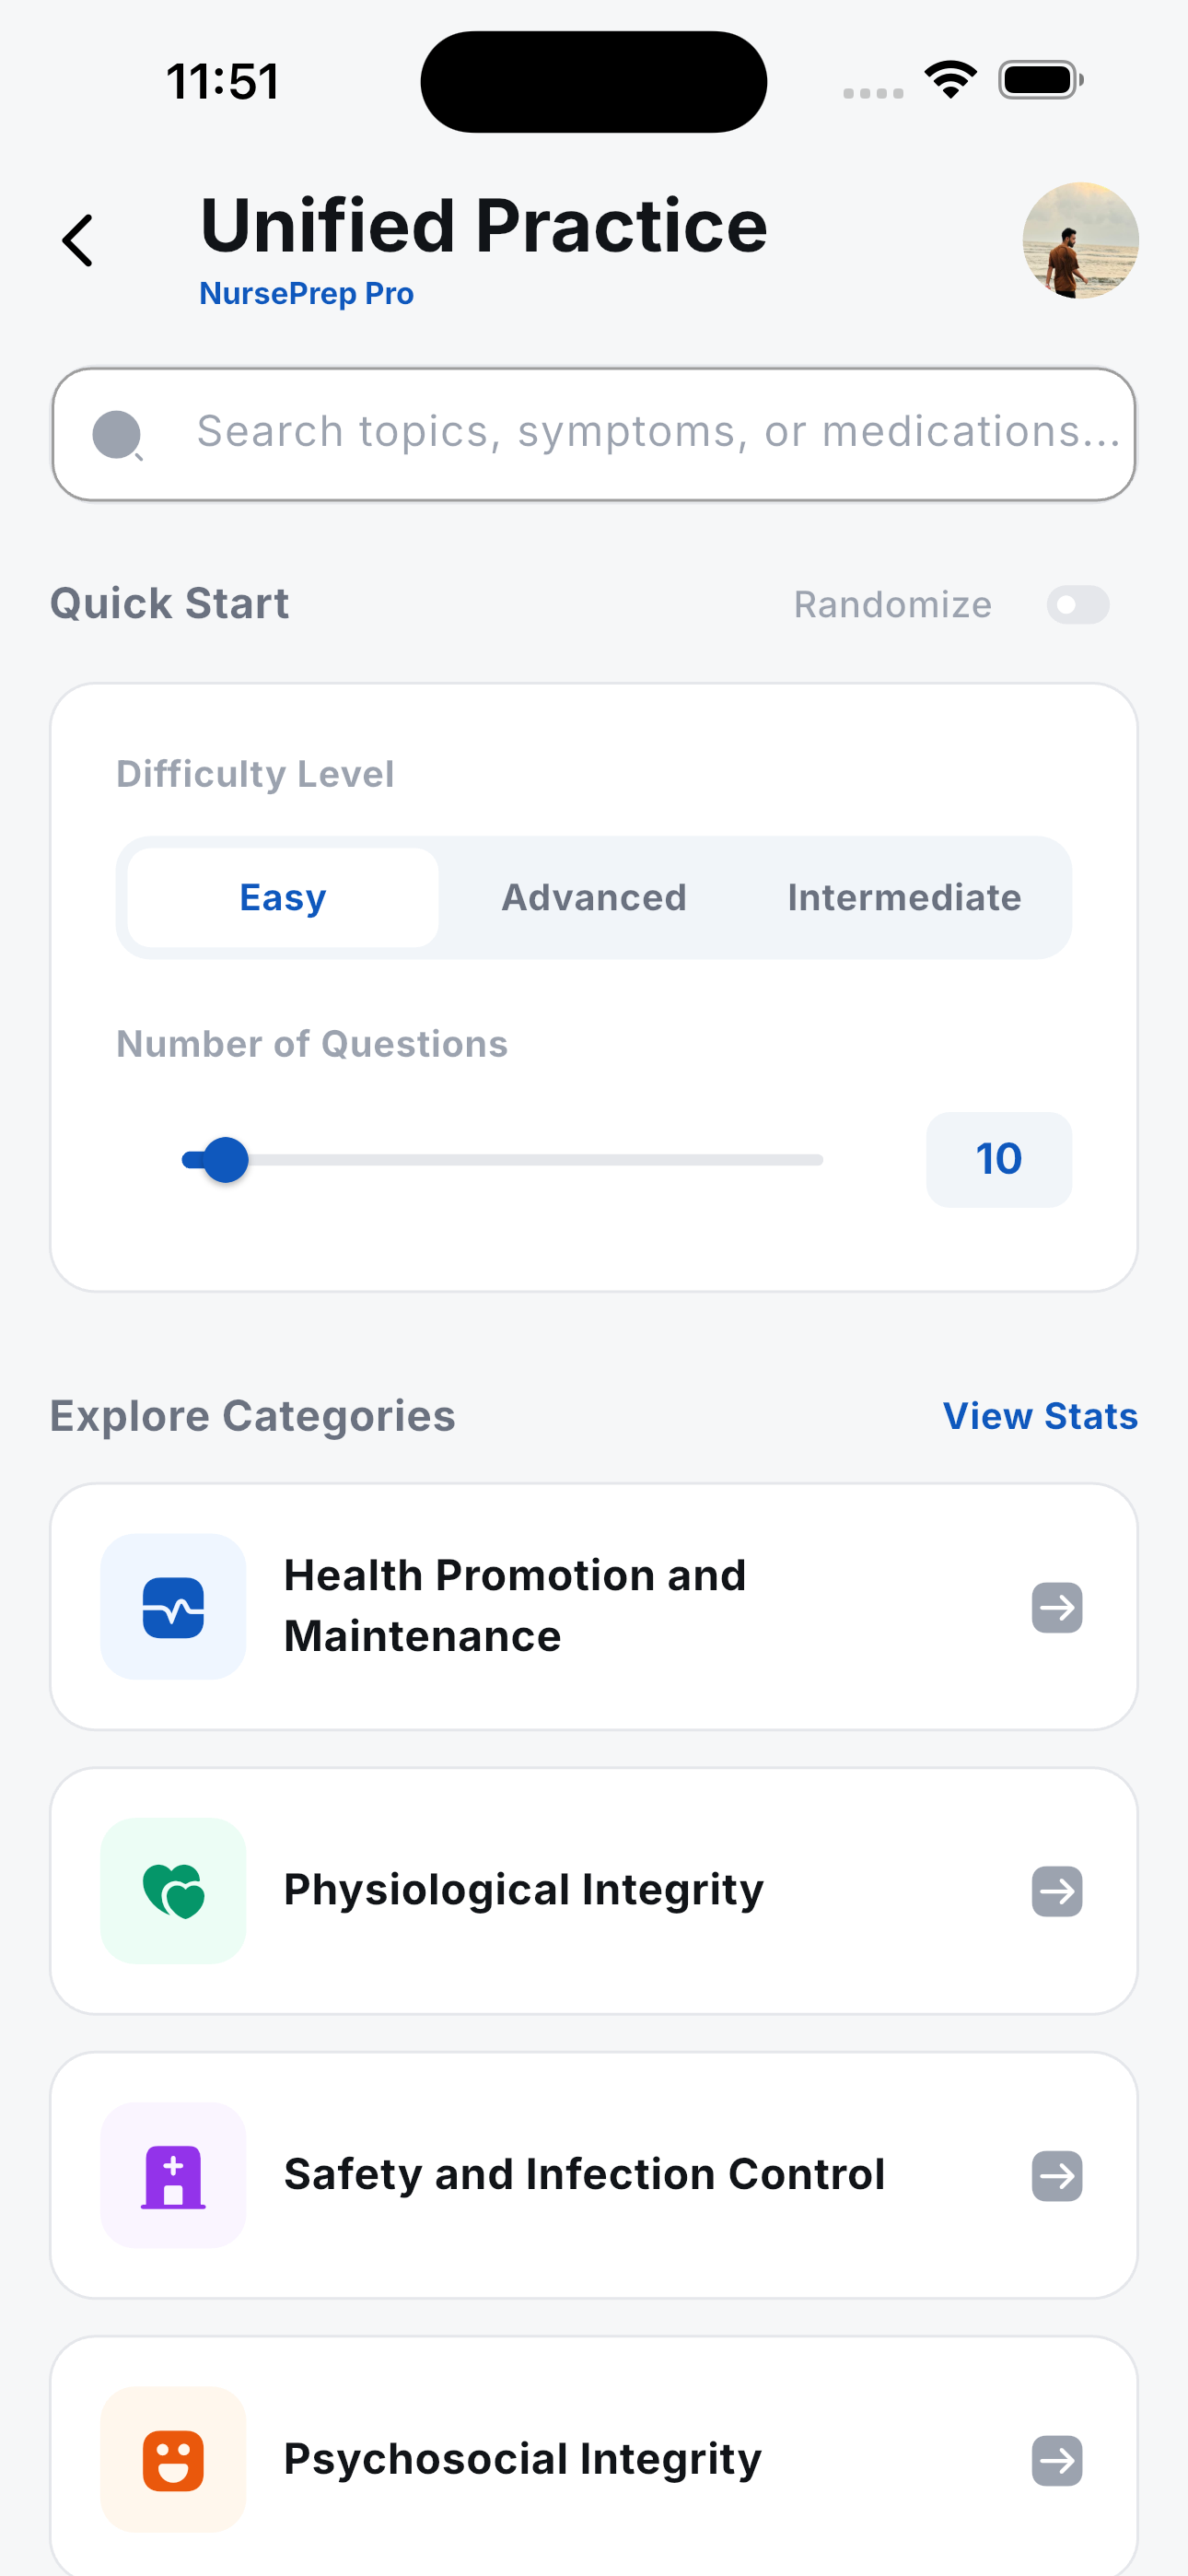 11:51
Unified Practice
NursePrep Pro
Search topics, symptoms, or medications...
Quick Start
Randomize
Difficulty Level
Easy
Advanced
Intermediate
Number of Questions
10
Explore Categories
View Stats
Health Promotion and
Maintenance
Physiological Integrity
Safety and Infection Control
Psychosocial Integrity